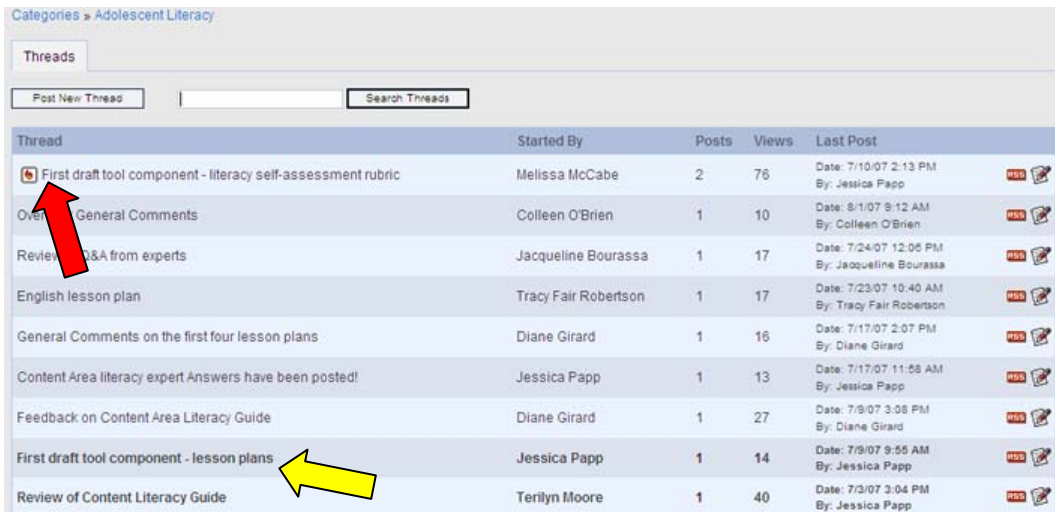 Categories » Adolescent Literacy
Threads
Post New Thread Search Threads
Thread Started By Posts Views Last Post
First draft tool component - literacy self-assessment rubric Melissa McCabe 2 76 Date: 7/10/07 2:13 PM By: Jessica Papp RSS
General Comments Colleen O'Brien 1 10 Date: 8/1/07 9:12 AM By: Colleen O'Brien RSS
Review Q&A from experts Jacqueline Bourassa 1 17 Date: 7/24/07 12:06 PM By: Jacqueline Bourassa RSS
English lesson plan Tracy Fair Robertson 1 17 Date: 7/23/07 10:40 AM By: Tracy Fair Robertson RSS
General Comments on the first four lesson plans Diane Girard 1 16 Date: 7/17/07 2:07 PM By: Diane Girard RSS
Content Area literacy expert Answers have been posted! Jessica Papp 1 13 Date: 7/17/07 11:58 AM By: Jessica Papp RSS
Feedback on Content Area Literacy Guide Diane Girard 1 27 Date: 7/9/07 3:08 PM By: Diane Girard RSS
First draft tool component - lesson plans Jessica Papp 1 14 Date: 7/9/07 9:55 AM By: Jessica Papp RSS
Review of Content Literacy Guide Terilyn Moore 1 40 Date: 7/3/07 3:04 PM By: Jessica Papp RSS